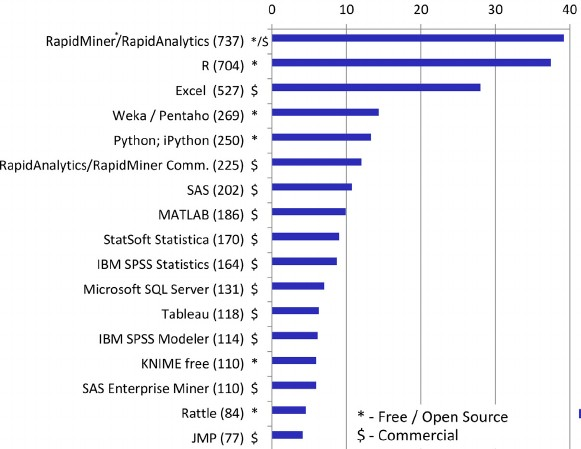 0 10 20 30 40
RapidMiner*/RapidAnalytics (737) */$
R (704) *
Excel (527) $
Weka / Pentaho (269) *
Python; iPython (250) *
RapidAnalytics/RapidMiner Comm. (225) $
SAS (202) $
MATLAB (186) $
StatSoft Statistica (170) $
IBM SPSS Statistics (164) $
Microsoft SQL Server (131) $
Tableau (118) $
IBM SPSS Modeler (114) $
KNIME free (110) *
SAS Enterprise Miner (110) $
Rattle (84) *
JMP (77) $
* - Free / Open Source
$ - Commercial